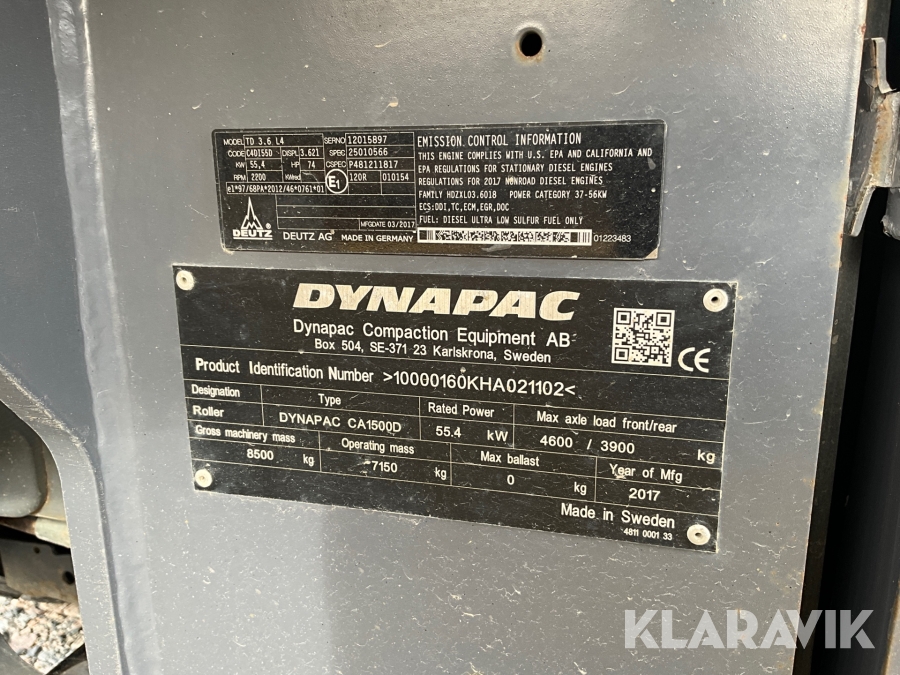 MODEL TD 3.6 L4 SERNO 12015897
CODE C4D155D DISPL 3.621 SPEC 25010566
KW 55,4 HP 74 CSPEC P481211817
RPM 2200 KWred E1 120R 010154
e1*97/68PA*2012/46*0761*01
MFGDATE 03/2017
DEUTZ DEUTZ AG MADE IN GERMANY
EMISSION CONTROL INFORMATION
THIS ENGINE COMPLIES WITH U.S. EPA AND CALIFORNIA AND
EPA REGULATIONS FOR STATIONARY DIESEL ENGINES
REGULATIONS FOR 2017 NONROAD DIESEL ENGINES
FAMILY HDZXL03.6018 POWER CATEGORY 37-56KW
ECS:DDI,TC,ECM,EGR,DOC
FUEL: DIESEL ULTRA LOW SULFUR FUEL ONLY
01223483
DYNAPAC
Dynapac Compaction Equipment AB
Box 504, SE-371 23 Karlskrona, Sweden
CE
Product Identification Number >10000160KHA021102<
Designation Type Rated Power Max axle load front/rear
Roller DYNAPAC CA1500D 55.4 kW 4600 / 3900 kg
Gross machinery mass Operating mass Max ballast Year of Mfg
8500 kg 7150 kg 0 kg 2017
Made in Sweden
4811 0001 33
KLARAVIK